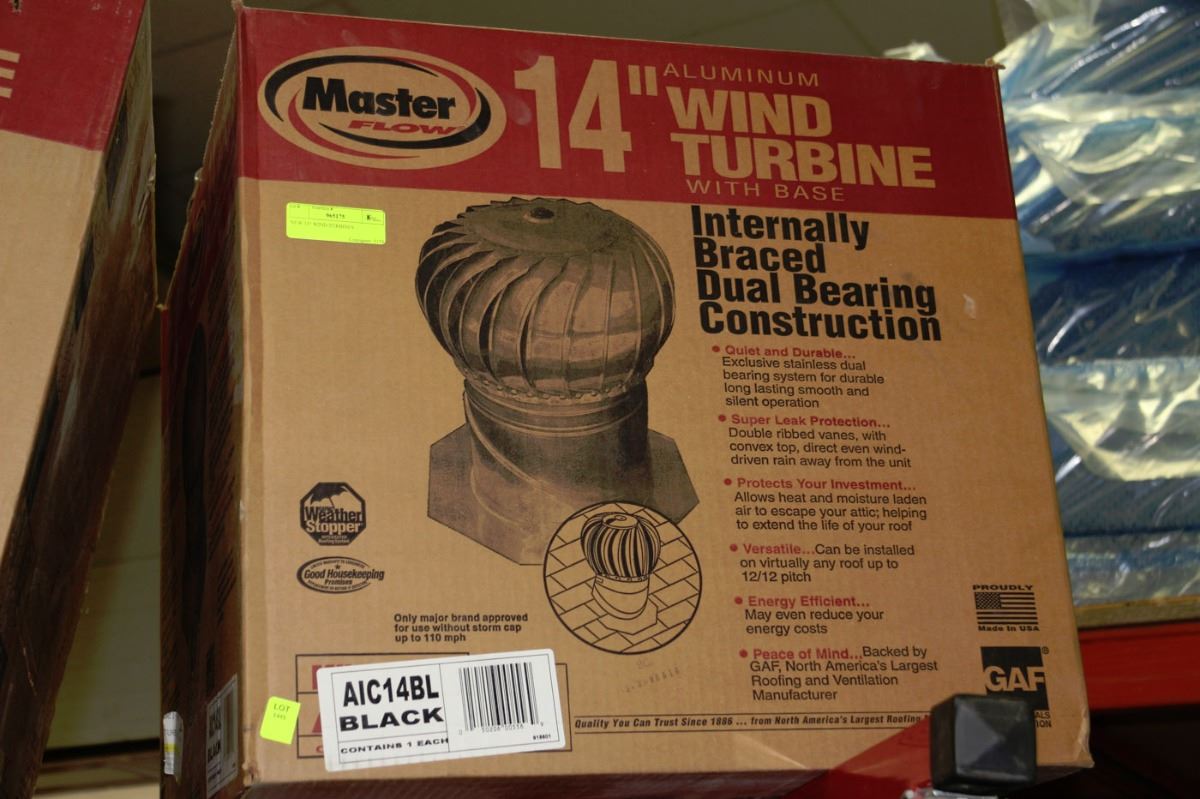 Master
FLOW
14"
ALUMINUM
WIND
TURBINE
WITH BASE
Internally
Braced
Dual Bearing
Construction
• Quiet and Durable...
Exclusive stainless dual
bearing system for durable
long lasting smooth and
silent operation
• Super Leak Protection...
Double ribbed vanes, with
convex top, direct even wind-
driven rain away from the unit
• Protects Your Investment...
Allows heat and moisture laden
air to escape your attic; helping
to extend the life of your roof
• Versatile...Can be installed
on virtually any roof up to
12/12 pitch
• Energy Efficient...
May even reduce your
energy costs
• Peace of Mind...Backed by
GAF, North America's Largest
Roofing and Ventilation
Manufacturer
PROUDLY
Made In USA
GAF®
965175
Weather
Stopper
Good Housekeeping
Promises
Only major brand approved
for use without storm cap
up to 110 mph
AIC14BL
BLACK
CONTAINS 1 EACH
LOT
Quality You Can Trust Since 1886 ... from North America's Largest Roofing
BLACK